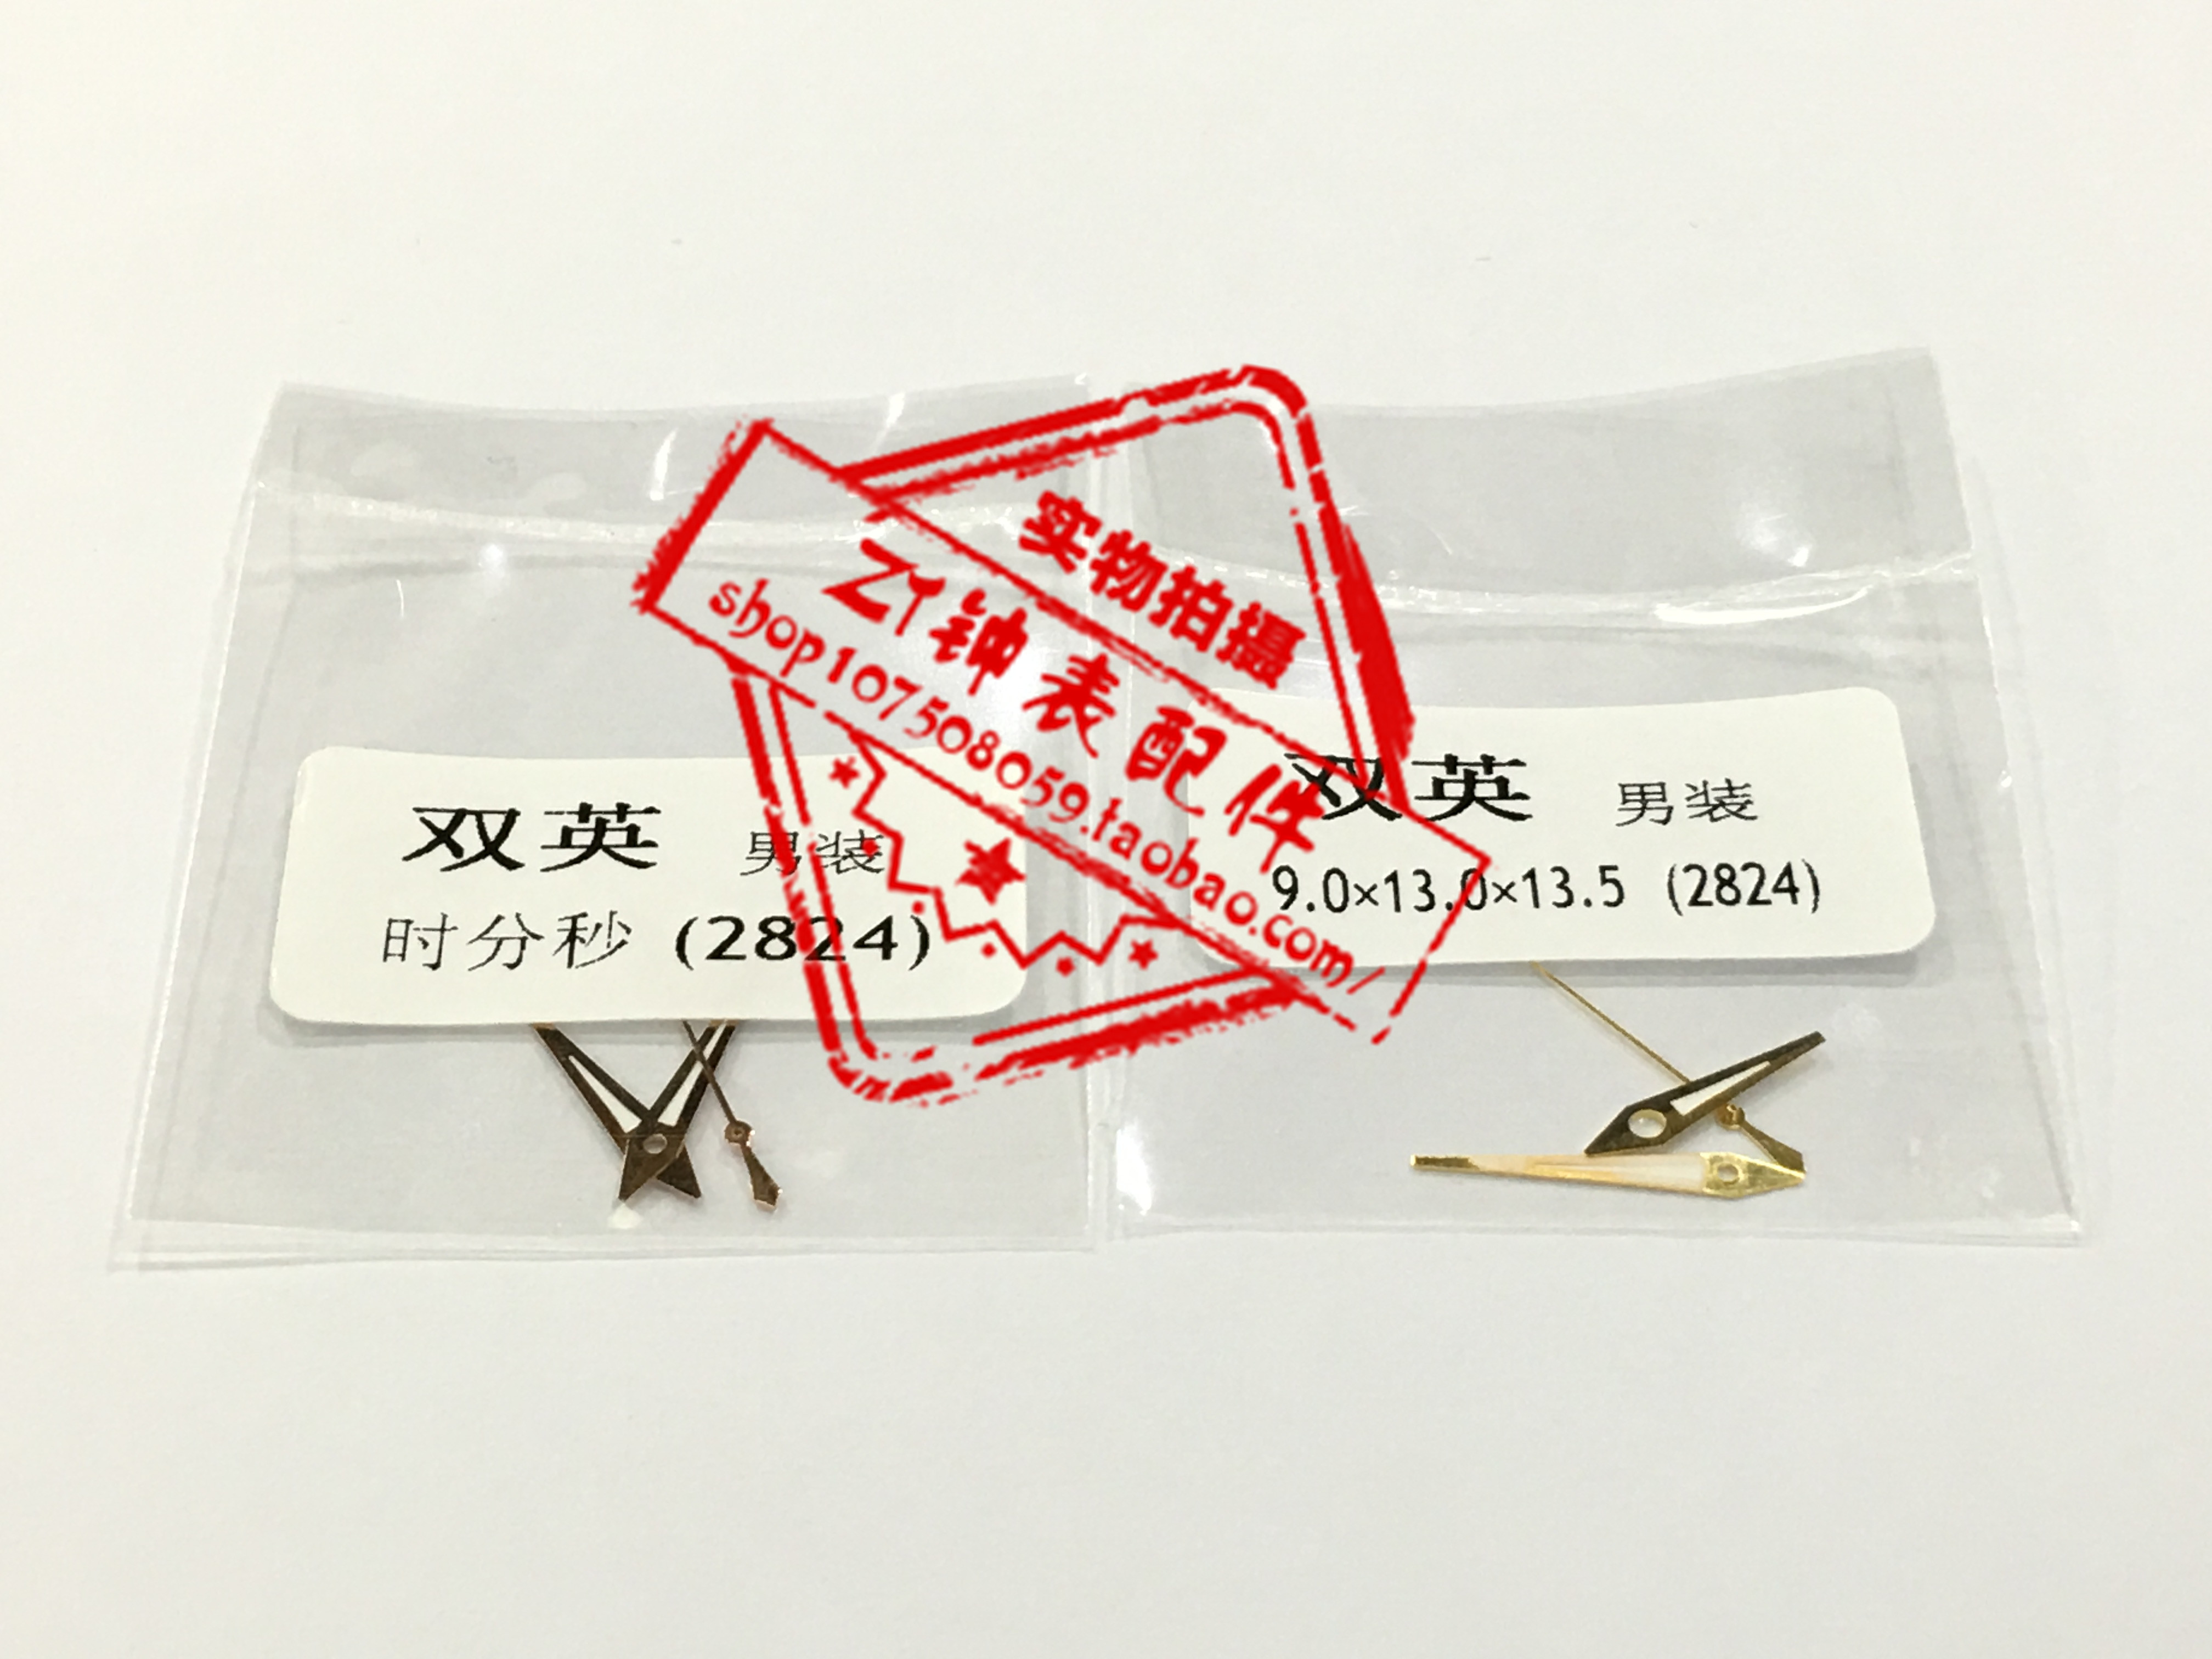 实物拍摄
ZY钟表配件
shop107508059.taobao.com/
双英 男装
时分秒 (2824)
双英 男装
9.0×13.0×13.5 (2824)